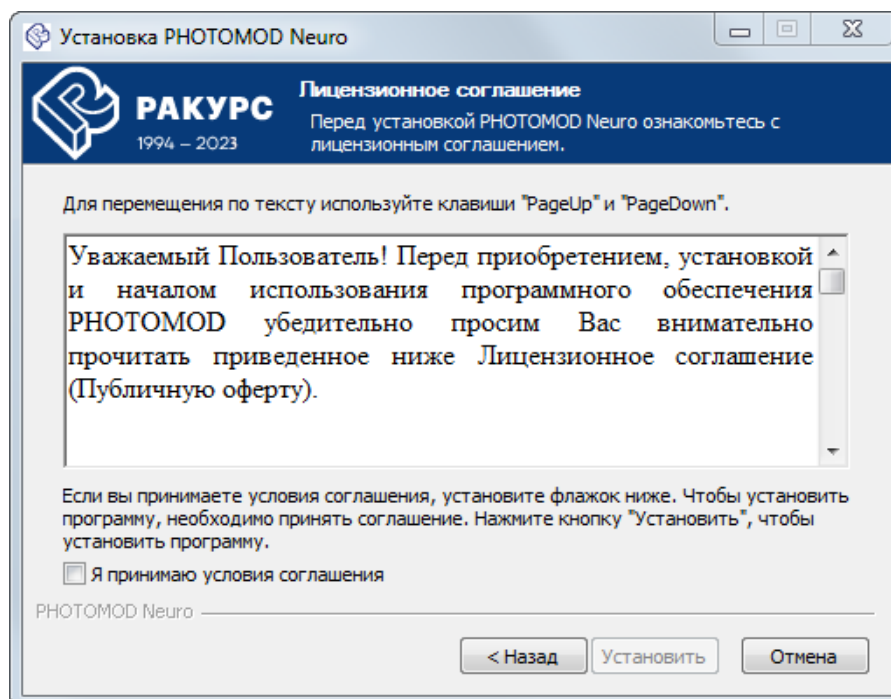 Установка PHOTOMOD Neuro
РАКУРС
1994 – 2023
Лицензионное соглашение
Перед установкой PHOTOMOD Neuro ознакомьтесь с
лицензионным соглашением.
Для перемещения по тексту используйте клавиши "PageUp" и "PageDown".
Уважаемый Пользователь! Перед приобретением, установкой
и началом использования программного обеспечения
PHOTOMOD убедительно просим Вас внимательно
прочитать приведенное ниже Лицензионное соглашение
(Публичную оферту).
Если вы принимаете условия соглашения, установите флажок ниже. Чтобы установить
программу, необходимо принять соглашение. Нажмите кнопку "Установить", чтобы
установить программу.
Я принимаю условия соглашения
PHOTOMOD Neuro
< Назад
Установить
Отмена